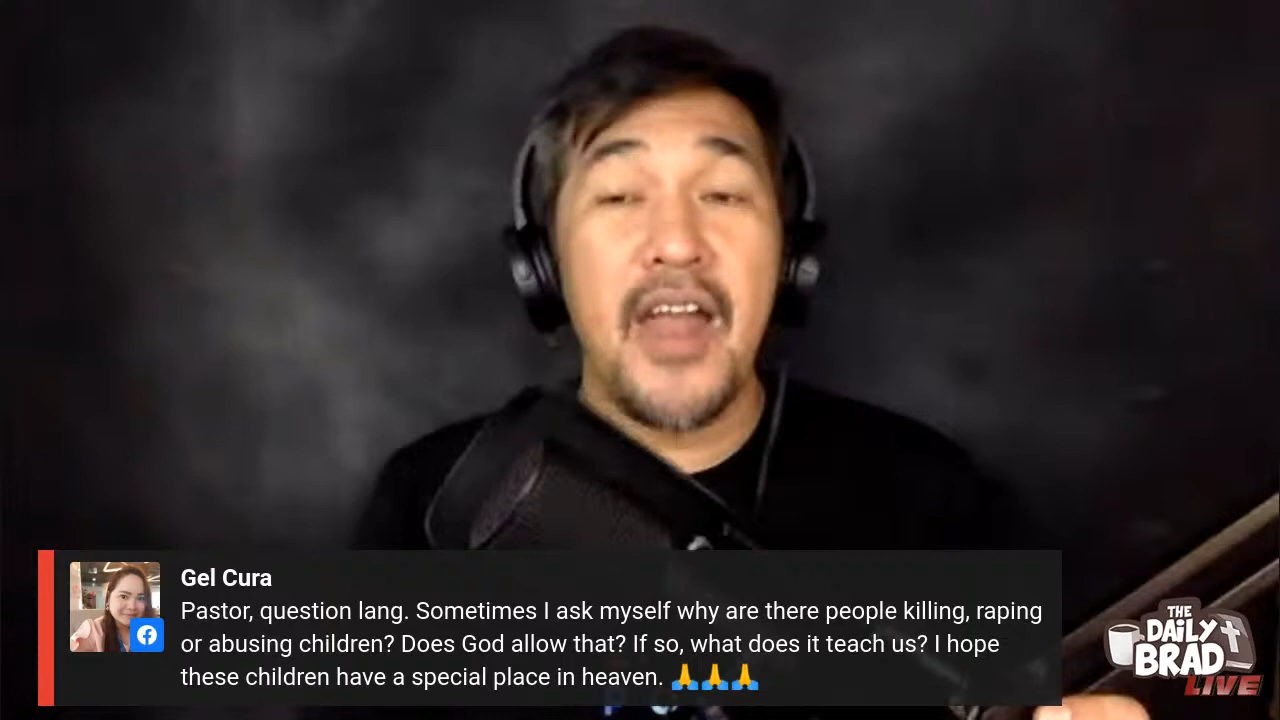 Gel Cura
Pastor, question lang. Sometimes I ask myself why are there people killing, raping
or abusing children? Does God allow that? If so, what does it teach us? I hope
these children have a special place in heaven. 🙏🙏🙏
THE
DAiLY
BRAD
LIVE